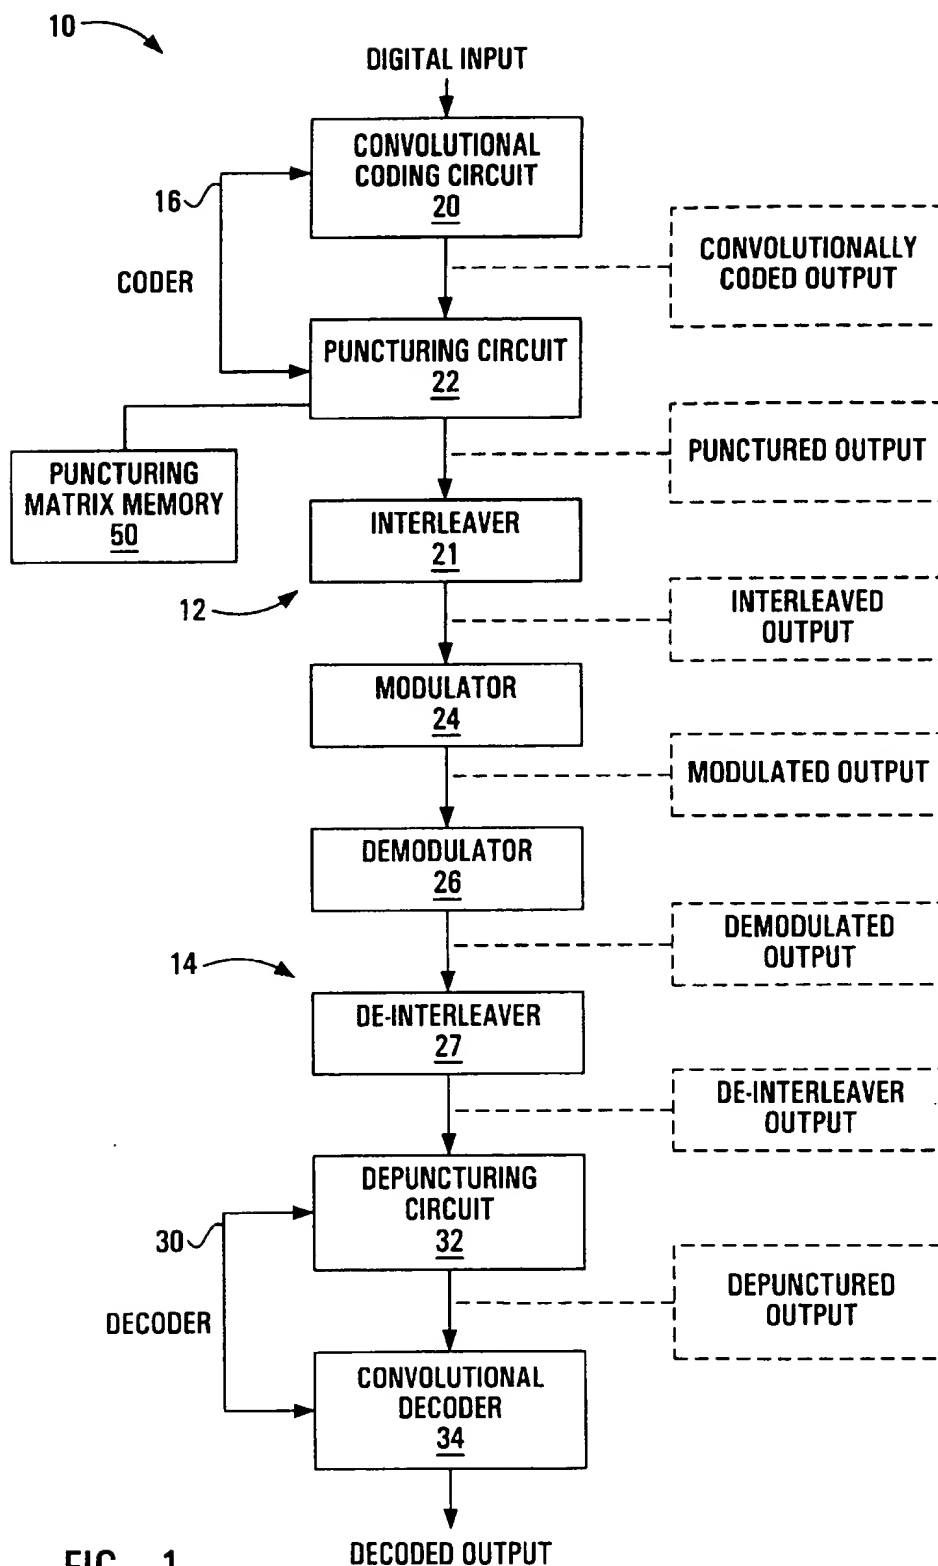 10
DIGITAL INPUT
CONVOLUTIONAL
CODING CIRCUIT
20
16
CODER
CONVOLUTIONALLY
CODED OUTPUT
PUNCTURING CIRCUIT
22
PUNCTURED OUTPUT
PUNCTURING
MATRIX MEMORY
50
INTERLEAVER
21
12
INTERLEAVED
OUTPUT
MODULATOR
24
MODULATED OUTPUT
DEMODULATOR
26
DEMODULATED
OUTPUT
14
DE-INTERLEAVER
27
DE-INTERLEAVER
OUTPUT
DEPUNCTURING
CIRCUIT
32
30
DECODER
DEPUNCTURED
OUTPUT
CONVOLUTIONAL
DECODER
34
DECODED OUTPUT
FIG. 1